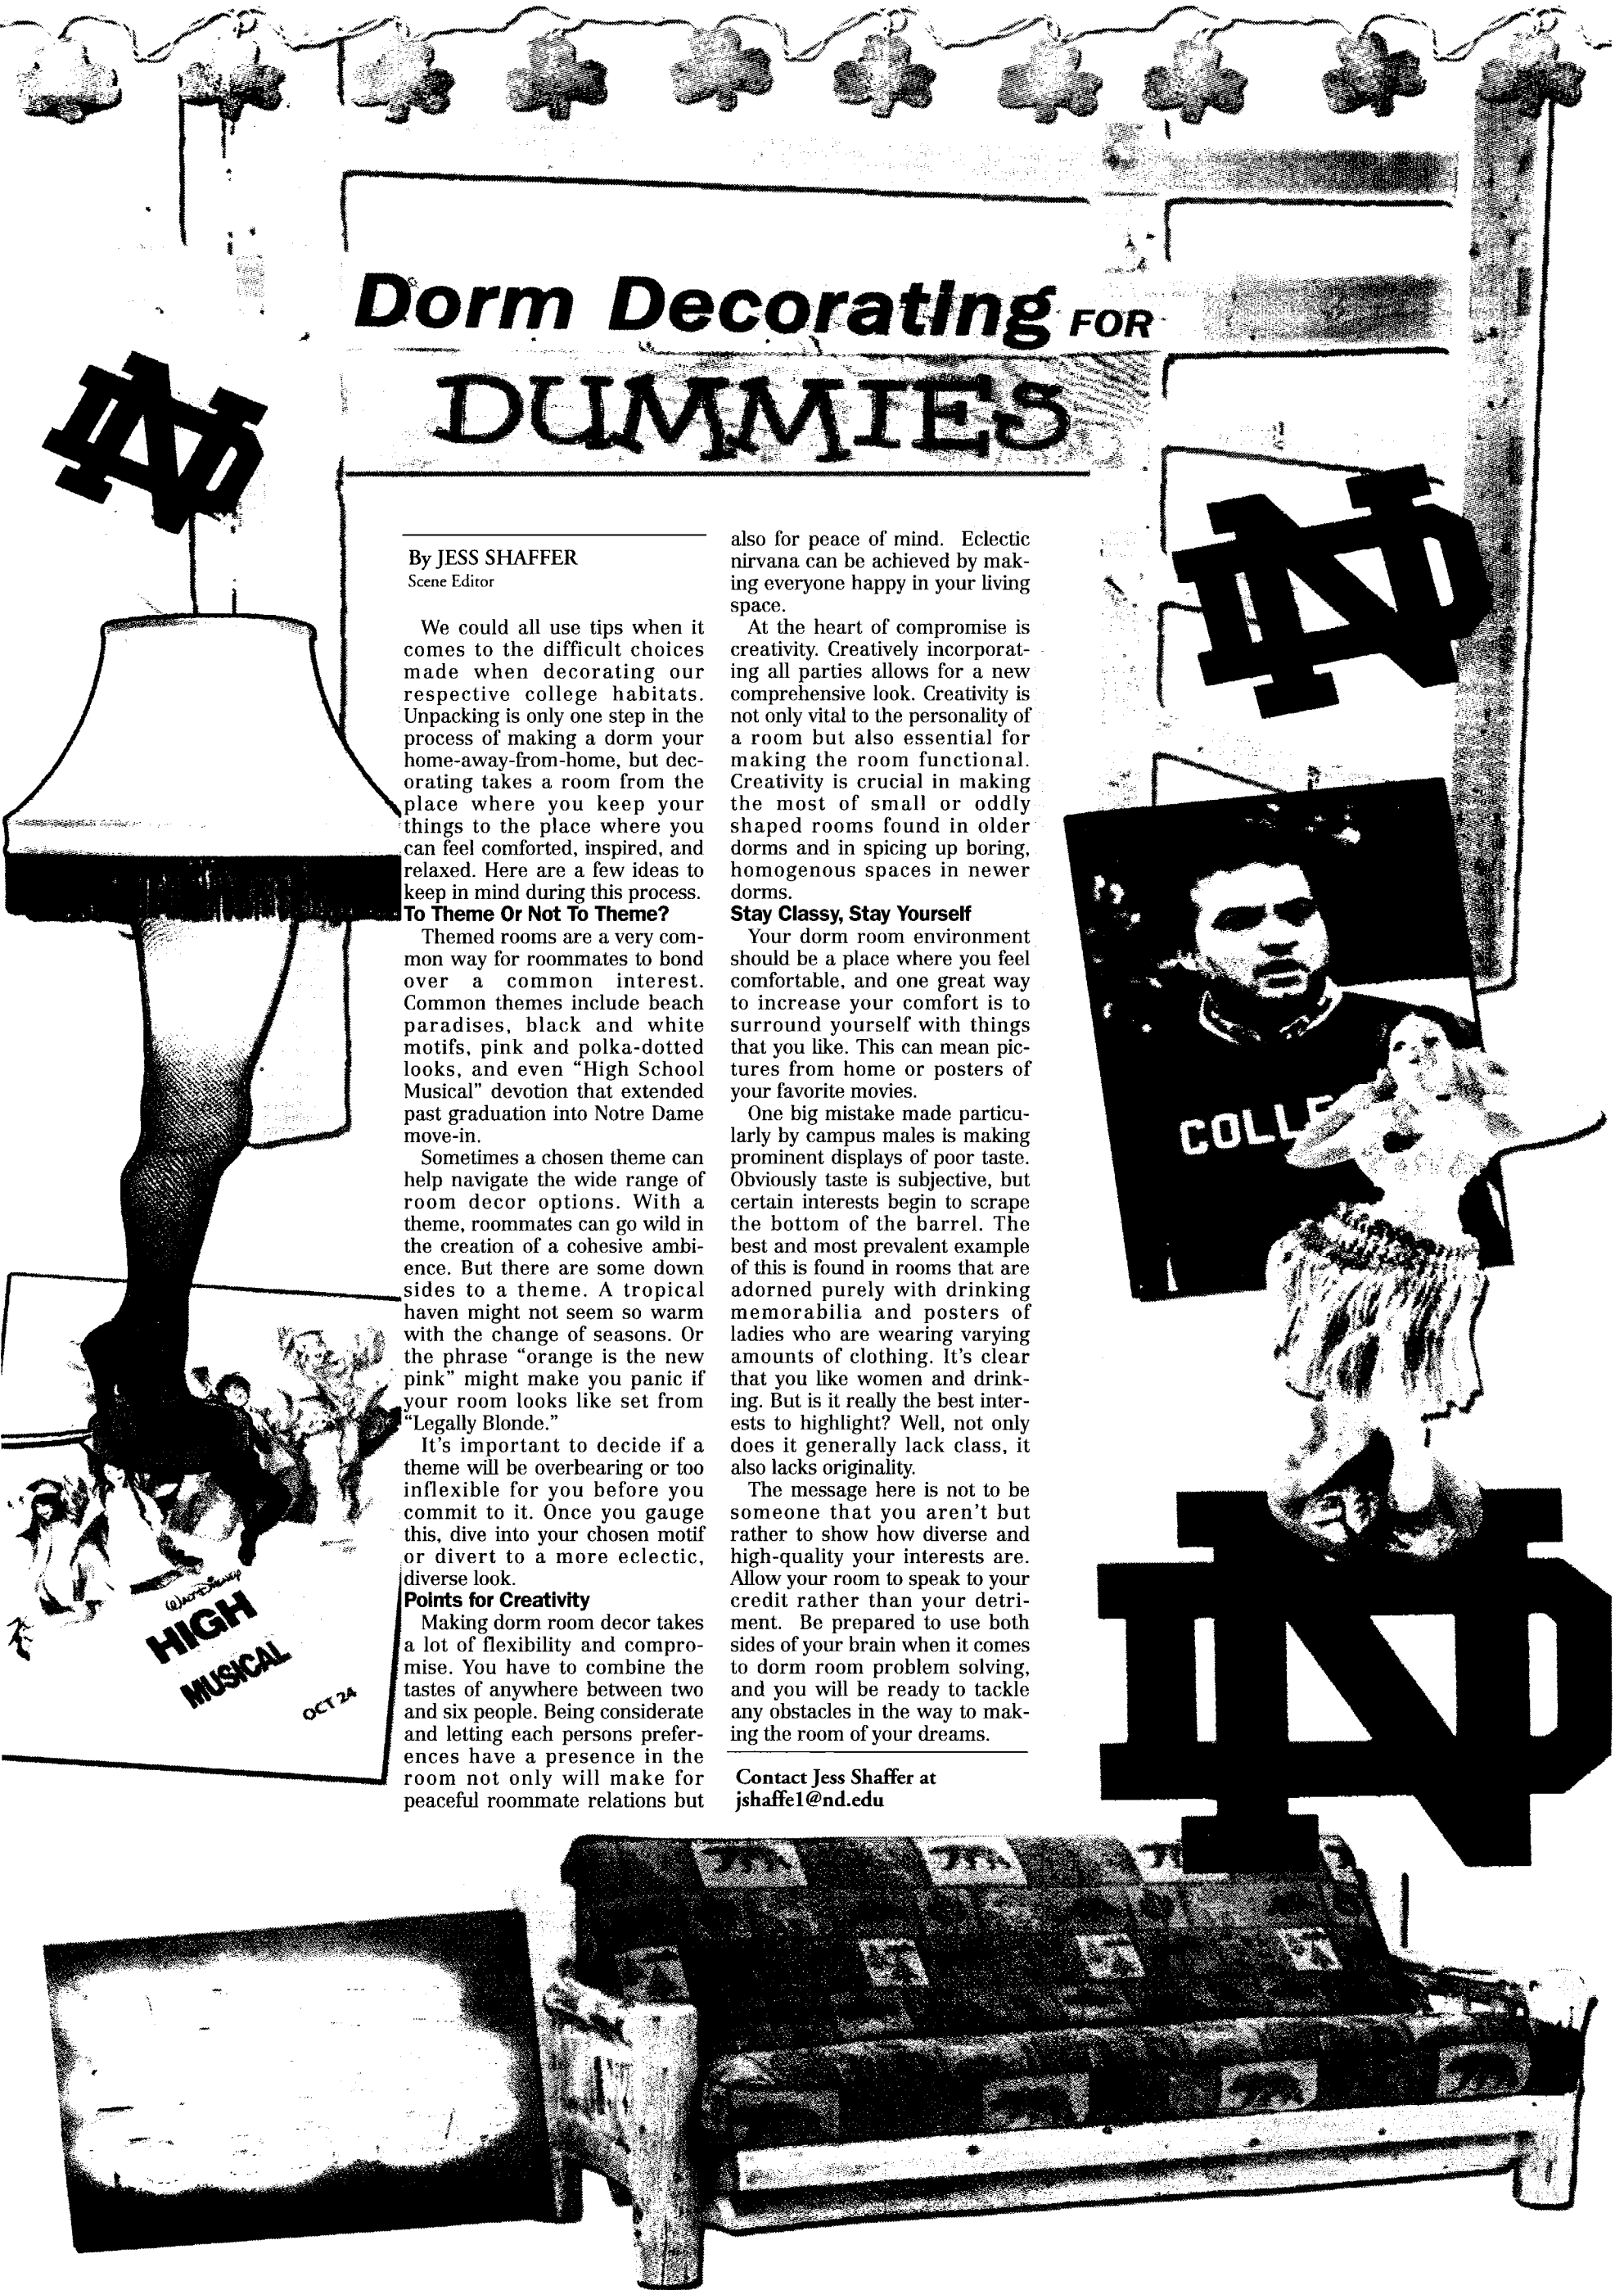 Dorm Decorating FOR
DUMMIES
By JESS SHAFFER
Scene Editor
We could all use tips when it
comes to the difficult choices
made when decorating our
respective college habitats.
Unpacking is only one step in the
process of making a dorm your
home-away-from-home, but dec-
orating takes a room from the
place where you keep your
things to the place where you
can feel comforted, inspired, and
relaxed. Here are a few ideas to
keep in mind during this process.
To Theme Or Not To Theme?
Themed rooms are a very com-
mon way for roommates to bond
over a common interest.
Common themes include beach
paradises, black and white
motifs, pink and polka-dotted
looks, and even "High School
Musical" devotion that extended
past graduation into Notre Dame
move-in.
Sometimes a chosen theme can
help navigate the wide range of
room decor options. With a
theme, roommates can go wild in
the creation of a cohesive ambi-
ence. But there are some down
sides to a theme. A tropical
haven might not seem so warm
with the change of seasons. Or
the phrase "orange is the new
pink" might make you panic if
your room looks like set from
"Legally Blonde."
It's important to decide if a
theme will be overbearing or too
inflexible for you before you
commit to it. Once you gauge
this, dive into your chosen motif
or divert to a more eclectic,
diverse look.
Points for Creativity
Making dorm room decor takes
a lot of flexibility and compro-
mise. You have to combine the
tastes of anywhere between two
and six people. Being considerate
and letting each persons prefer-
ences have a presence in the
room not only will make for
peaceful roommate relations but
also for peace of mind. Eclectic
nirvana can be achieved by mak-
ing everyone happy in your living
space.
At the heart of compromise is
creativity. Creatively incorporat-
ing all parties allows for a new
comprehensive look. Creativity is
not only vital to the personality of
a room but also essential for
making the room functional.
Creativity is crucial in making
the most of small or oddly
shaped rooms found in older
dorms and in spicing up boring,
homogenous spaces in newer
dorms.
Stay Classy, Stay Yourself
Your dorm room environment
should be a place where you feel
comfortable, and one great way
to increase your comfort is to
surround yourself with things
that you like. This can mean pic-
tures from home or posters of
your favorite movies.
One big mistake made particu-
larly by campus males is making
prominent displays of poor taste.
Obviously taste is subjective, but
certain interests begin to scrape
the bottom of the barrel. The
best and most prevalent example
of this is found in rooms that are
adorned purely with drinking
memorabilia and posters of
ladies who are wearing varying
amounts of clothing. It's clear
that you like women and drink-
ing. But is it really the best inter-
ests to highlight? Well, not only
does it generally lack class, it
also lacks originality.
The message here is not to be
someone that you aren't but
rather to show how diverse and
high-quality your interests are.
Allow your room to speak to your
credit rather than your detri-
ment. Be prepared to use both
sides of your brain when it comes
to dorm room problem solving,
and you will be ready to tackle
any obstacles in the way to mak-
ing the room of your dreams.
Contact Jess Shaffer at
jshaffe1@nd.edu
ND
ND
COLLE
ND
WALT DISNEY
HIGH
MUSICAL
OCT 24